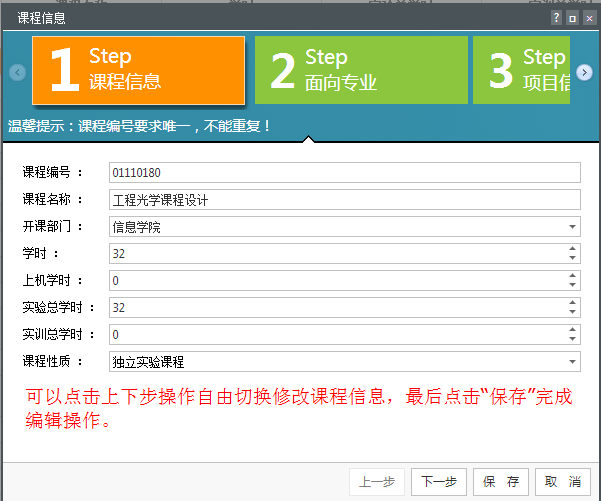 课程信息
1 Step 课程信息
2 Step 面向专业
3 Step 项目信
温馨提示：课程编号要求唯一，不能重复！
课程编号： 01110180
课程名称： 工程光学课程设计
开课部门： 信息学院
学时： 32
上机学时： 0
实验总学时： 32
实训总学时： 0
课程性质： 独立实验课程
可以点击上下步操作自由切换修改课程信息，最后点击“保存”完成
编辑操作。
上一步 下一步 保 存 取 消